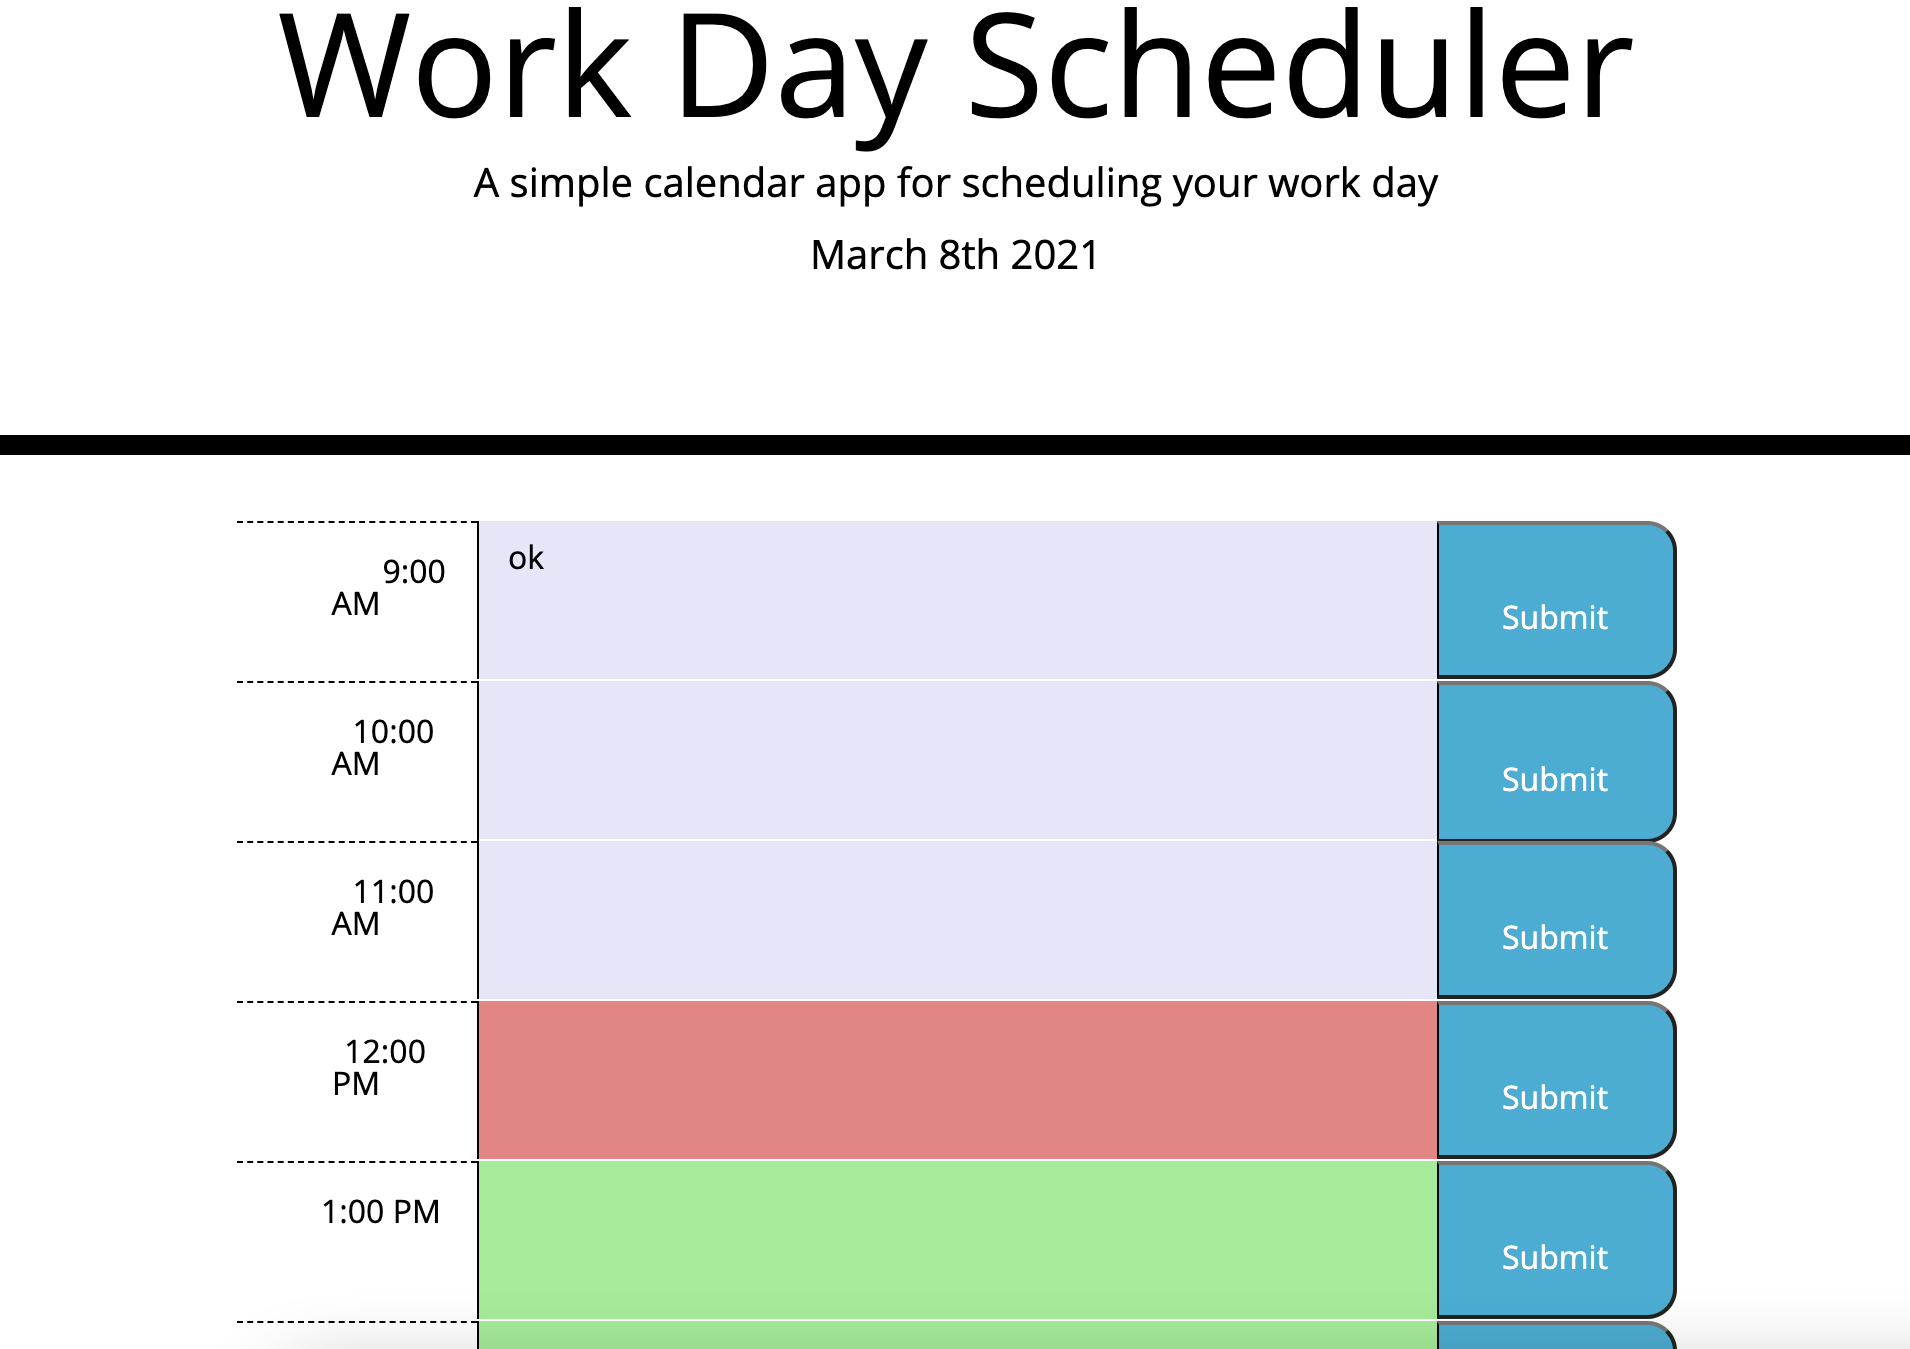 Work Day Scheduler
A simple calendar app for scheduling your work day
March 8th 2021
9:00
AM
ok
Submit
10:00
AM
Submit
11:00
AM
Submit
12:00
PM
Submit
1:00 PM
Submit